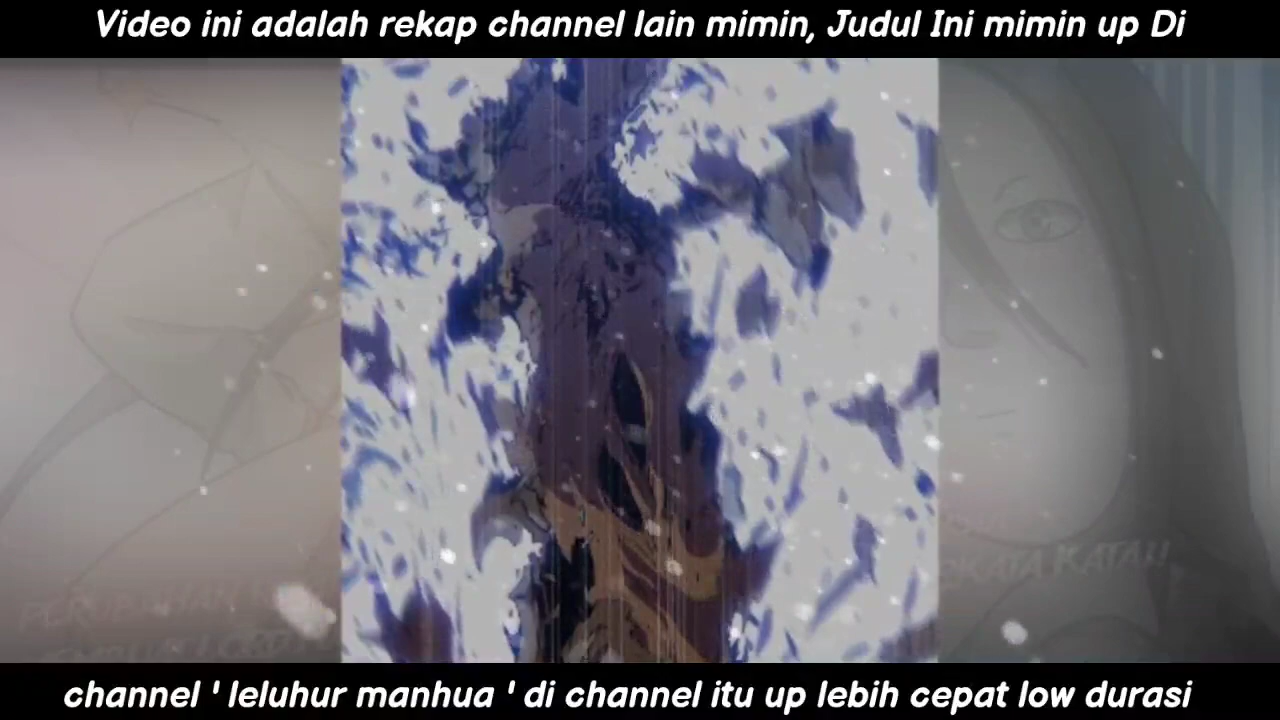 Video ini adalah rekap channel lain mimin, Judul Ini mimin up Di
channel ' leluhur manhua ' di channel itu up lebih cepat low durasi